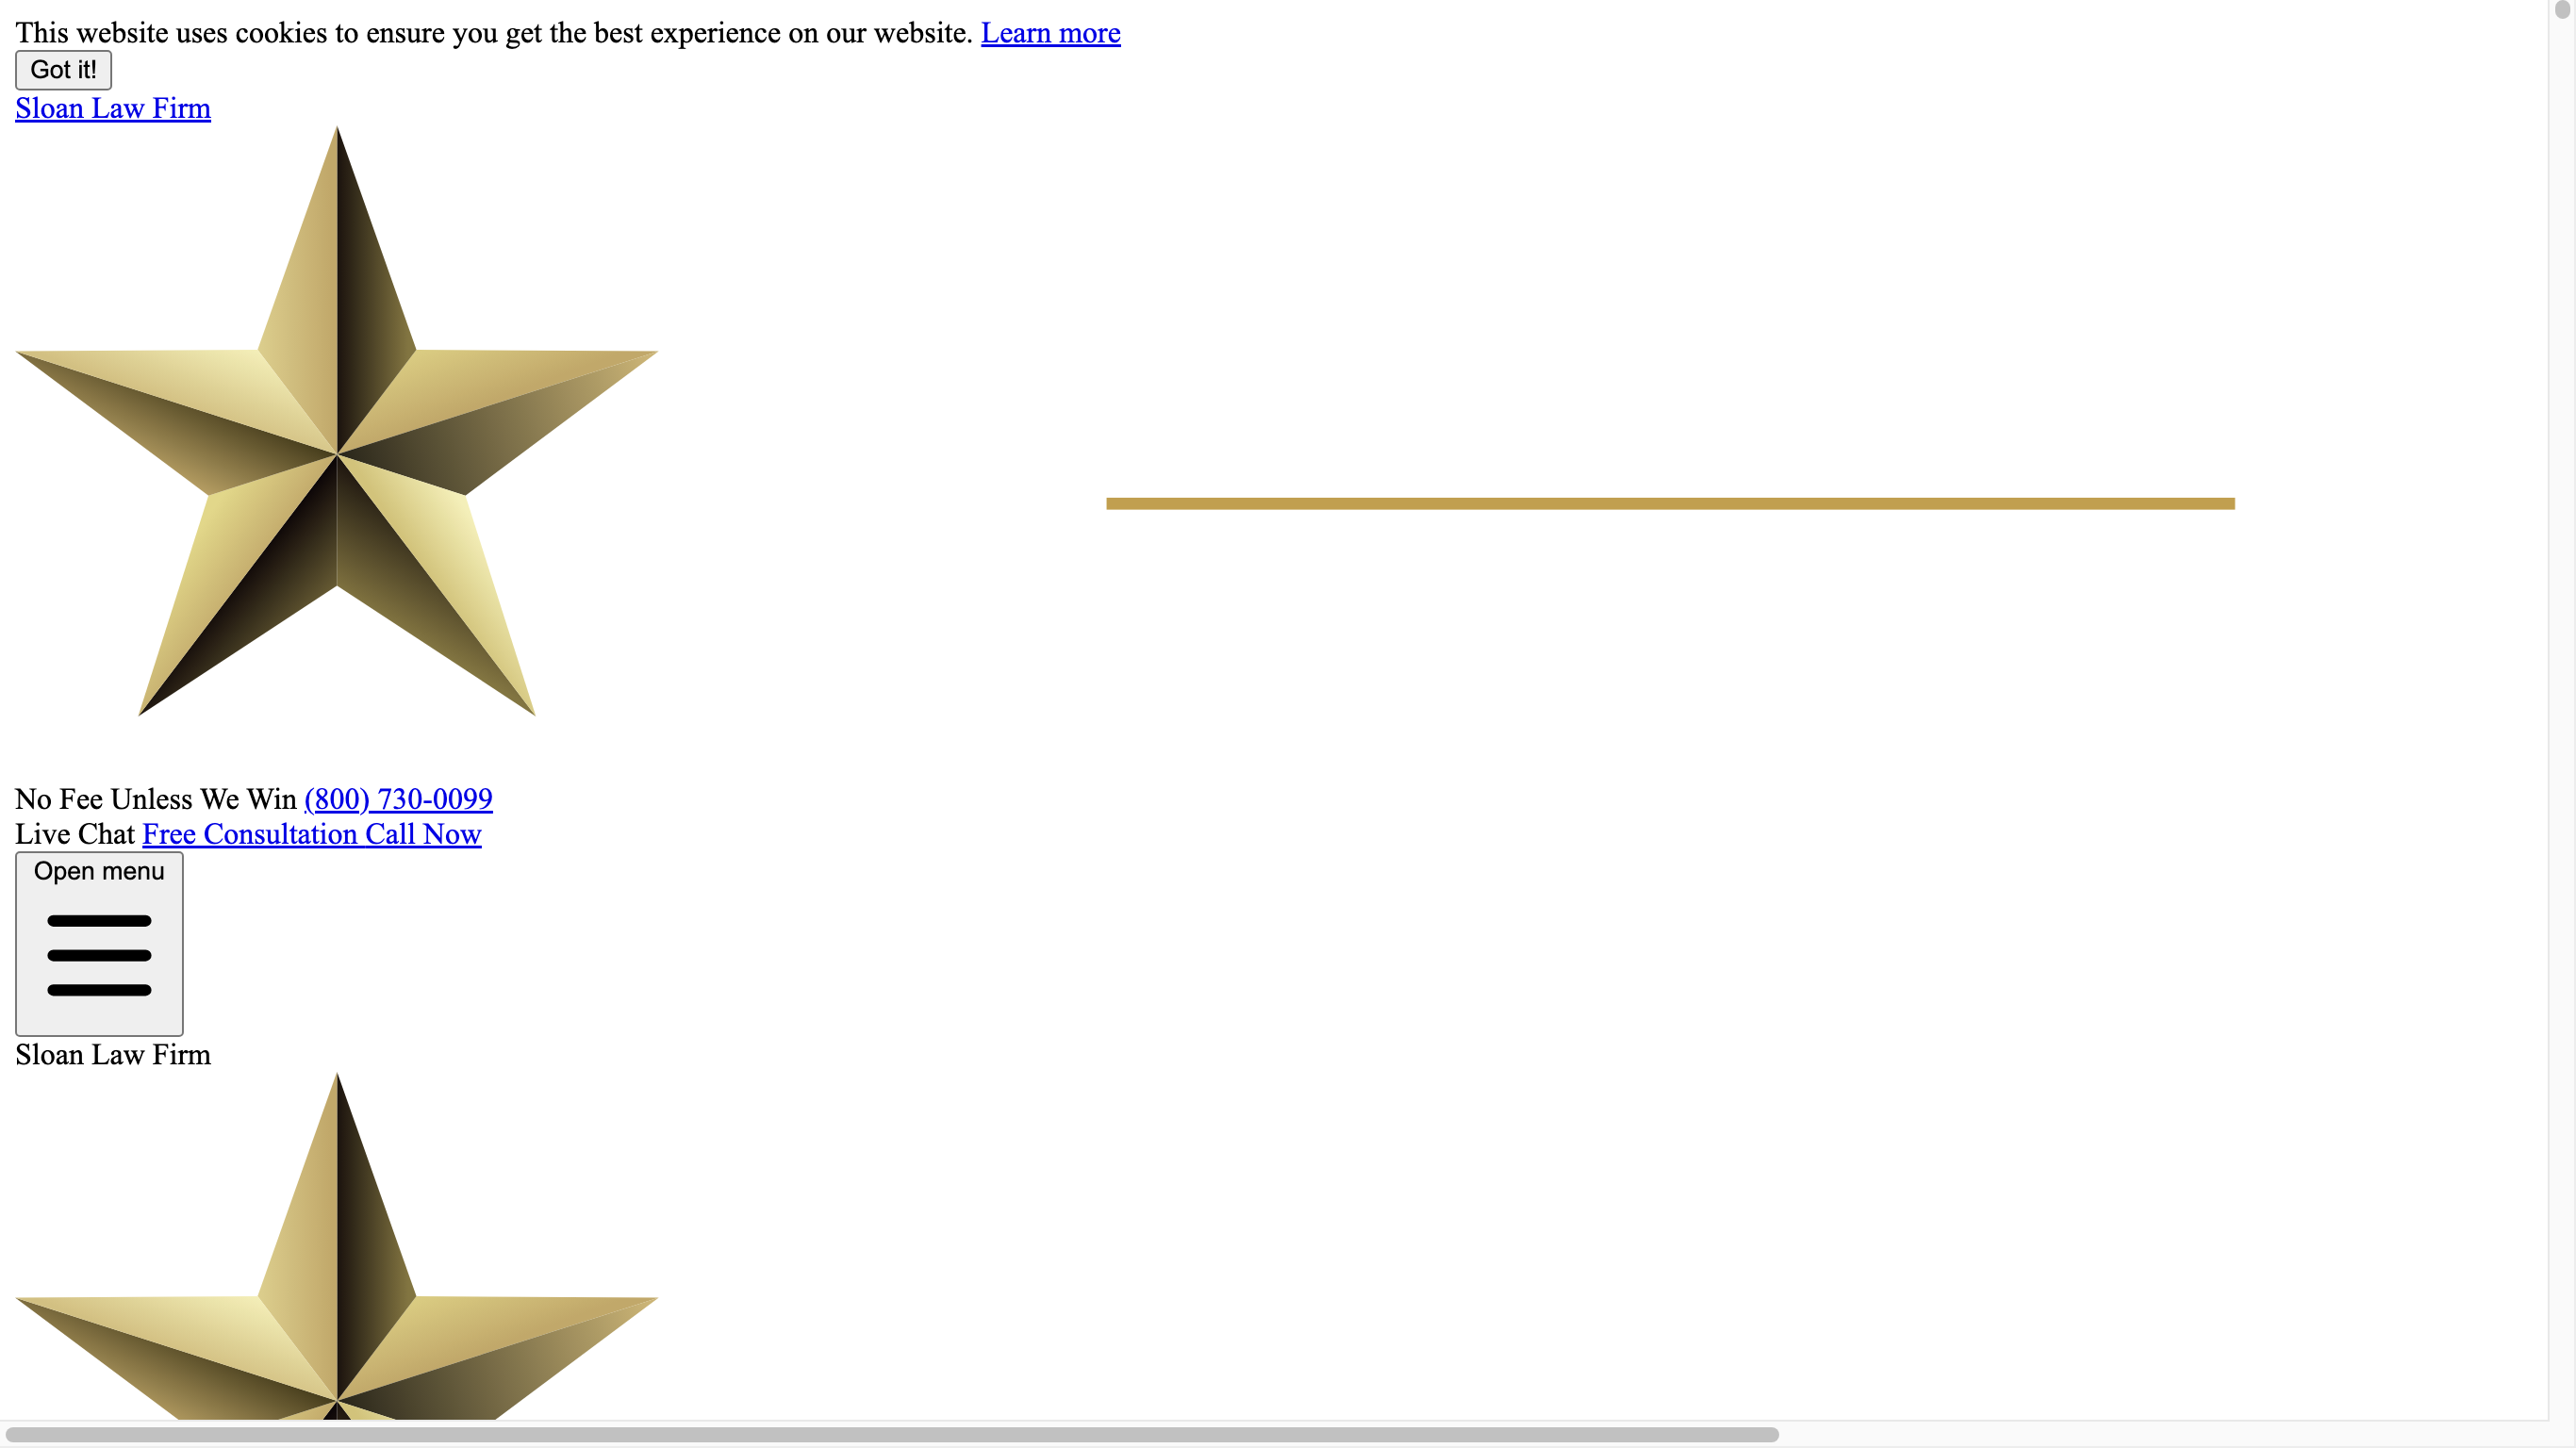 This website uses cookies to ensure you get the best experience on our website. Learn more
Got it!
Sloan Law Firm
No Fee Unless We Win (800) 730-0099
Live Chat Free Consultation Call Now
Open menu
Sloan Law Firm